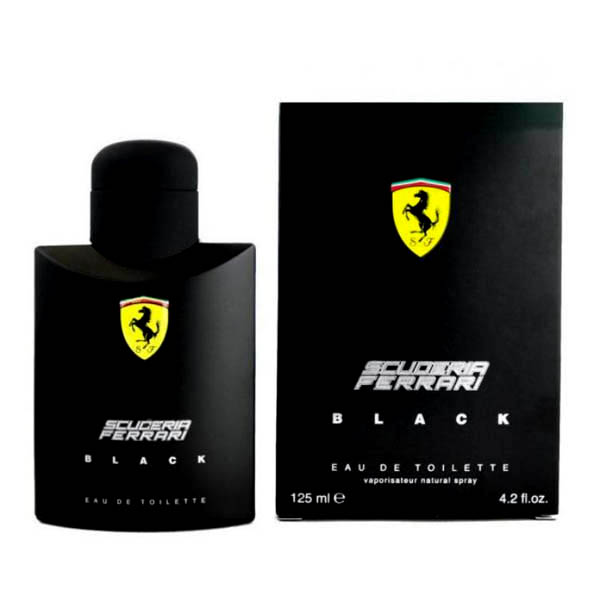 S F
SCUDERIA
FERRARI
BLACK
EAU DE TOILETTE
S F
SCUDERIA
FERRARI
BLACK
EAU DE TOILETTE
vaporisateur natural spray
125 ml ℮ 4.2 fl.oz.